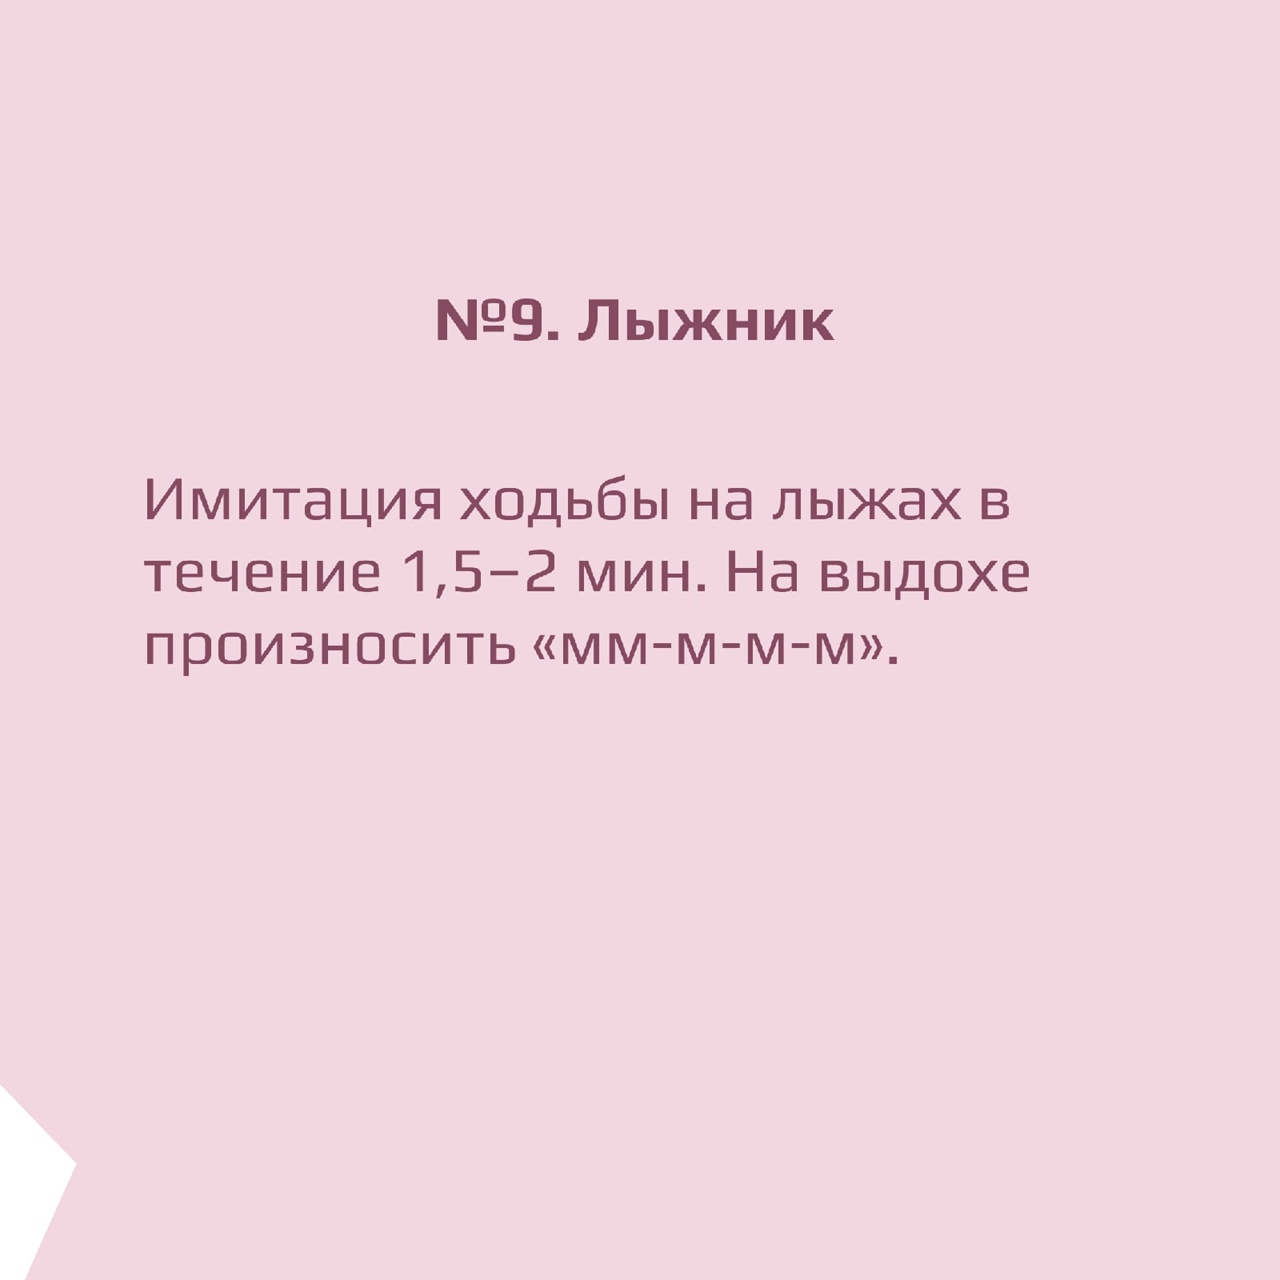 №9. Лыжник
Имитация ходьбы на лыжах в
течение 1,5–2 мин. На выдохе
произносить «мм-м-м-м».